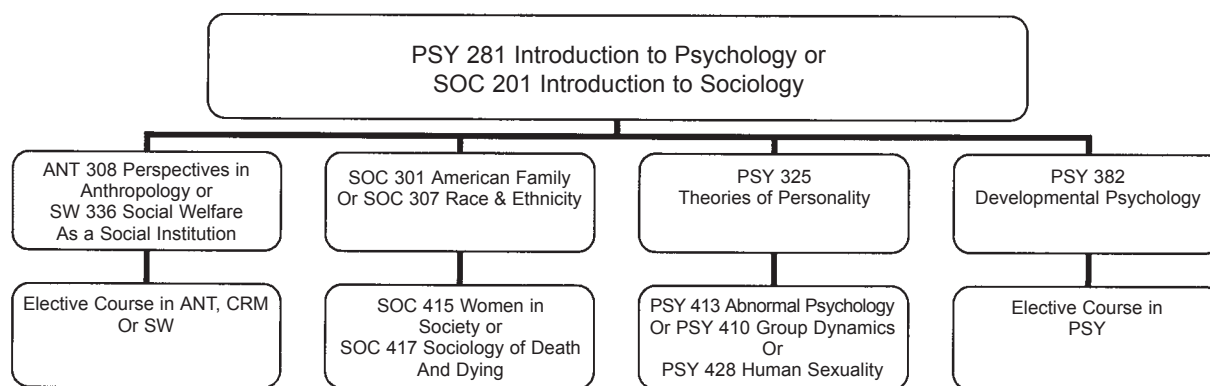 PSY 281 Introduction to Psychology or
SOC 201 Introduction to Sociology
ANT 308 Perspectives in
Anthropology or
SW 336 Social Welfare
As a Social Institution
SOC 301 American Family
Or SOC 307 Race & Ethnicity
PSY 325
Theories of Personality
PSY 382
Developmental Psychology
Elective Course in ANT, CRM
Or SW
SOC 415 Women in
Society or
SOC 417 Sociology of Death
And Dying
PSY 413 Abnormal Psychology
Or PSY 410 Group Dynamics
Or
PSY 428 Human Sexuality
Elective Course in
PSY